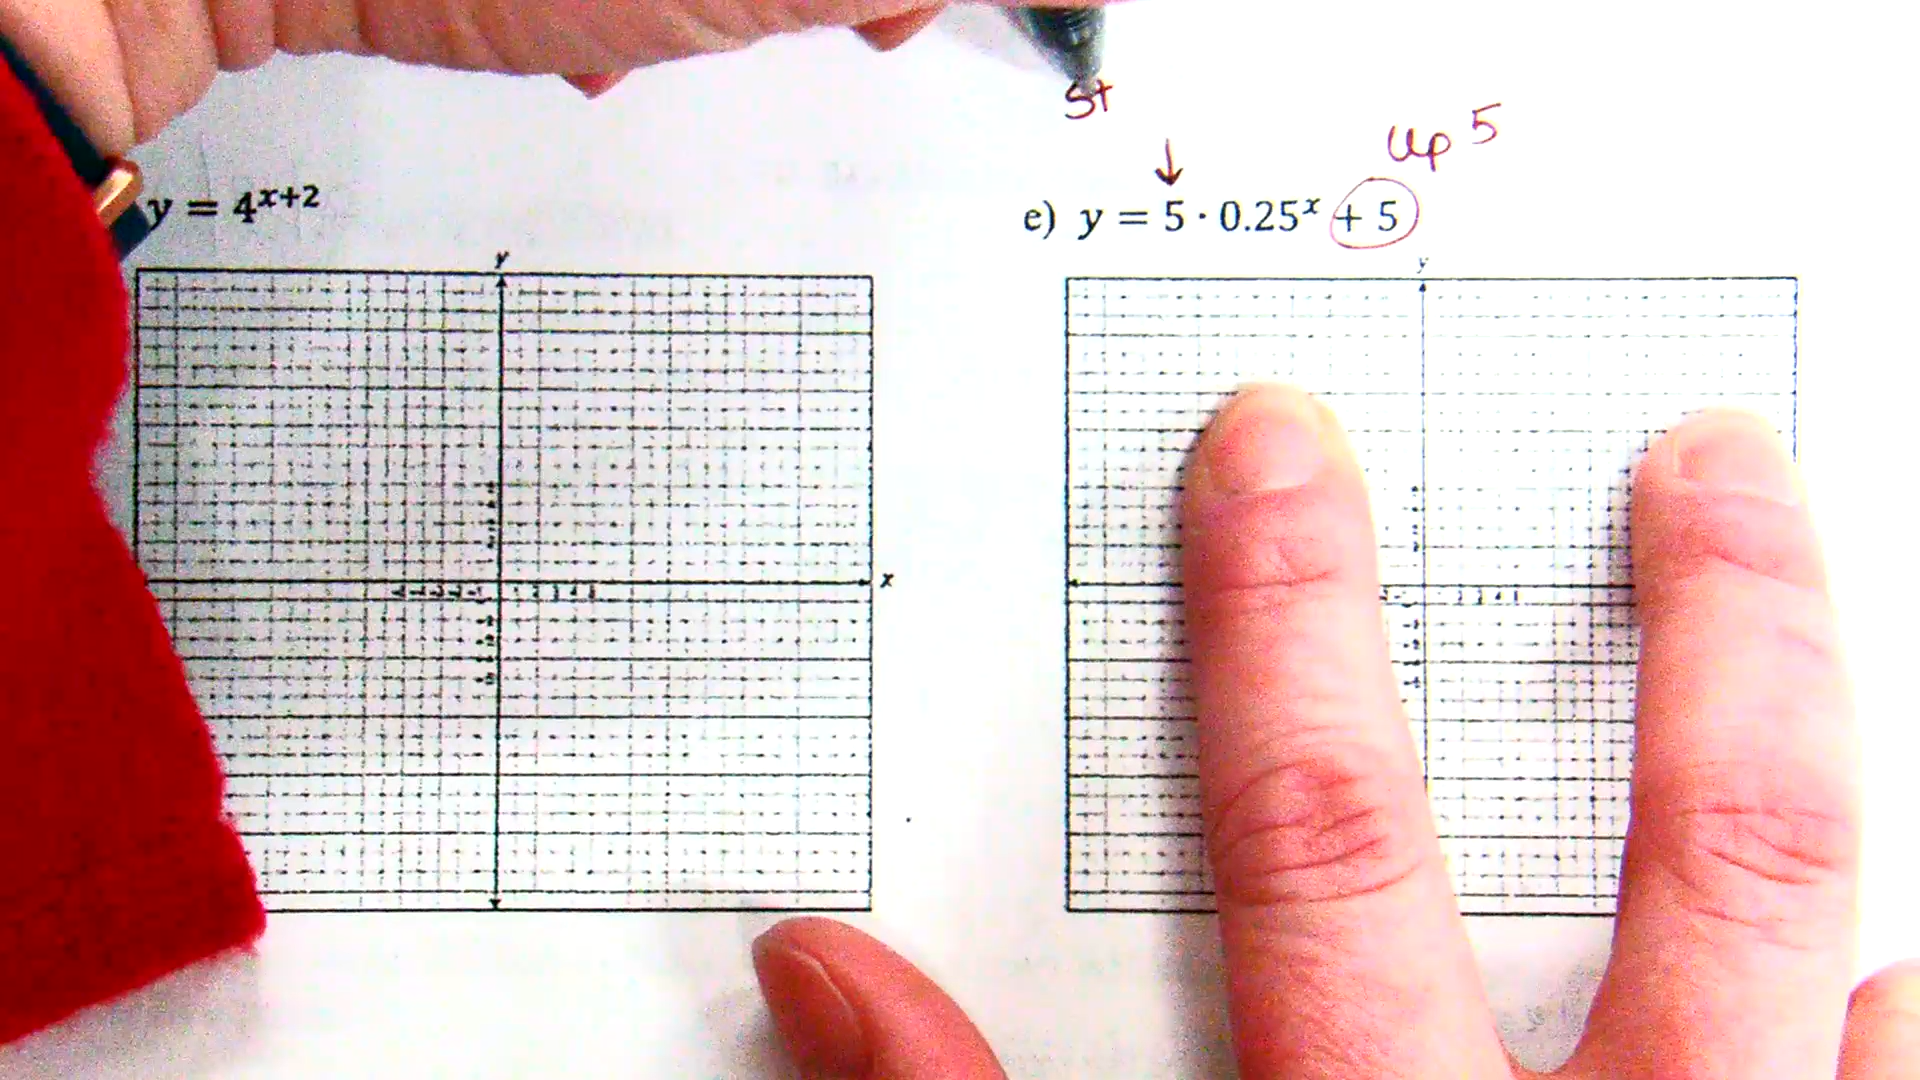 St
Up 5
↓
y = 4^{x+2}
e) y = 5 · 0.25^x + 5
y
y
x